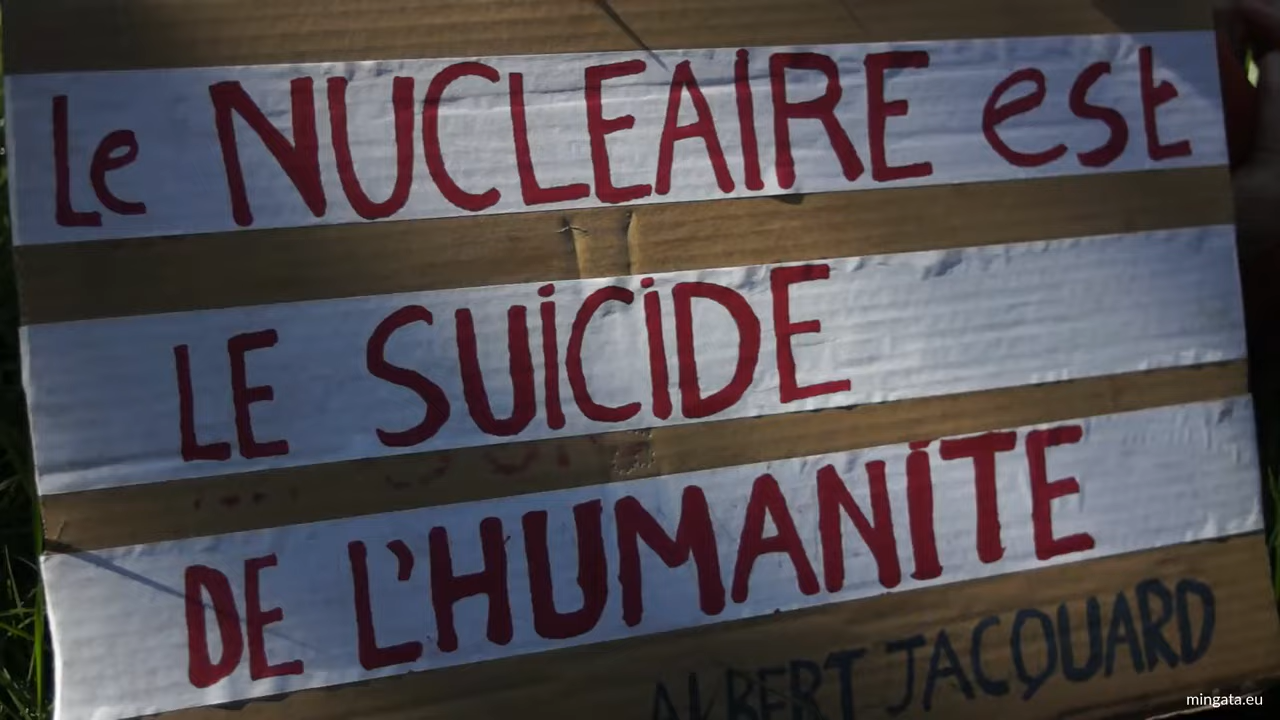 Le NUCLEAIRE est
LE SUiCiDE
DE L'HUMANiTE
ALBERT JACQUARD
mingata.eu